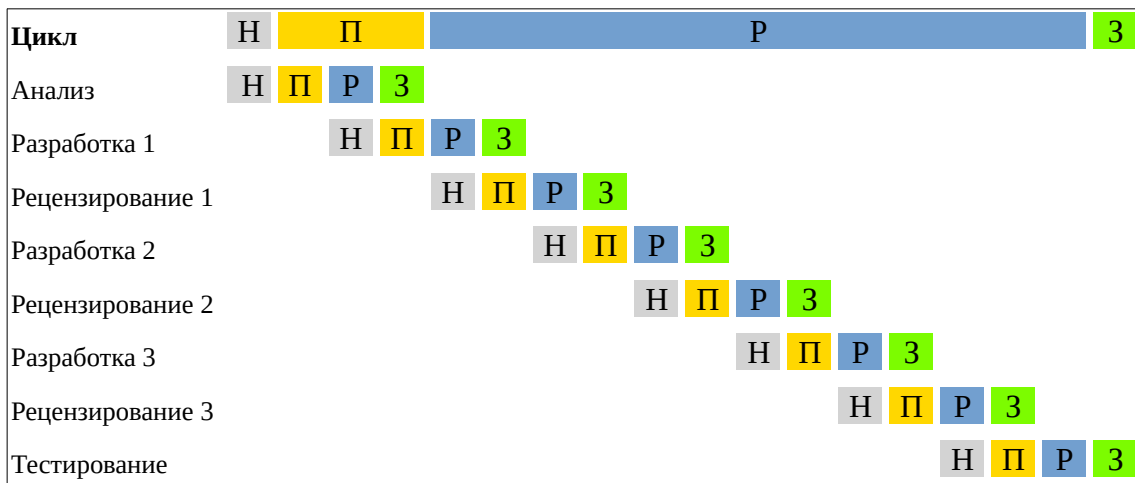 Цикл Н П Р З
Анализ Н П Р З
Разработка 1 Н П Р З
Рецензирование 1 Н П Р З
Разработка 2 Н П Р З
Рецензирование 2 Н П Р З
Разработка 3 Н П Р З
Рецензирование 3 Н П Р З
Тестирование Н П Р З